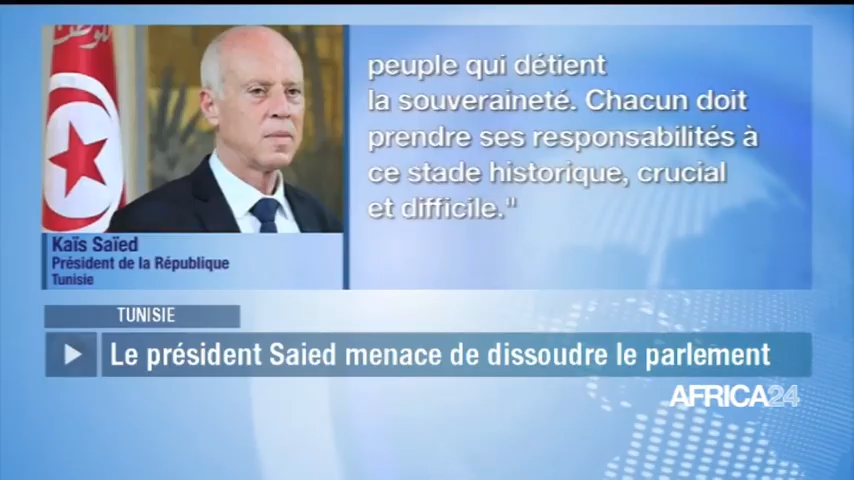 peuple qui détient
la souveraineté. Chacun doit
prendre ses responsabilités à
ce stade historique, crucial
et difficile."
Kaïs Saïed
Président de la République
Tunisie
TUNISIE
Le président Saied menace de dissoudre le parlement
AFRICA24